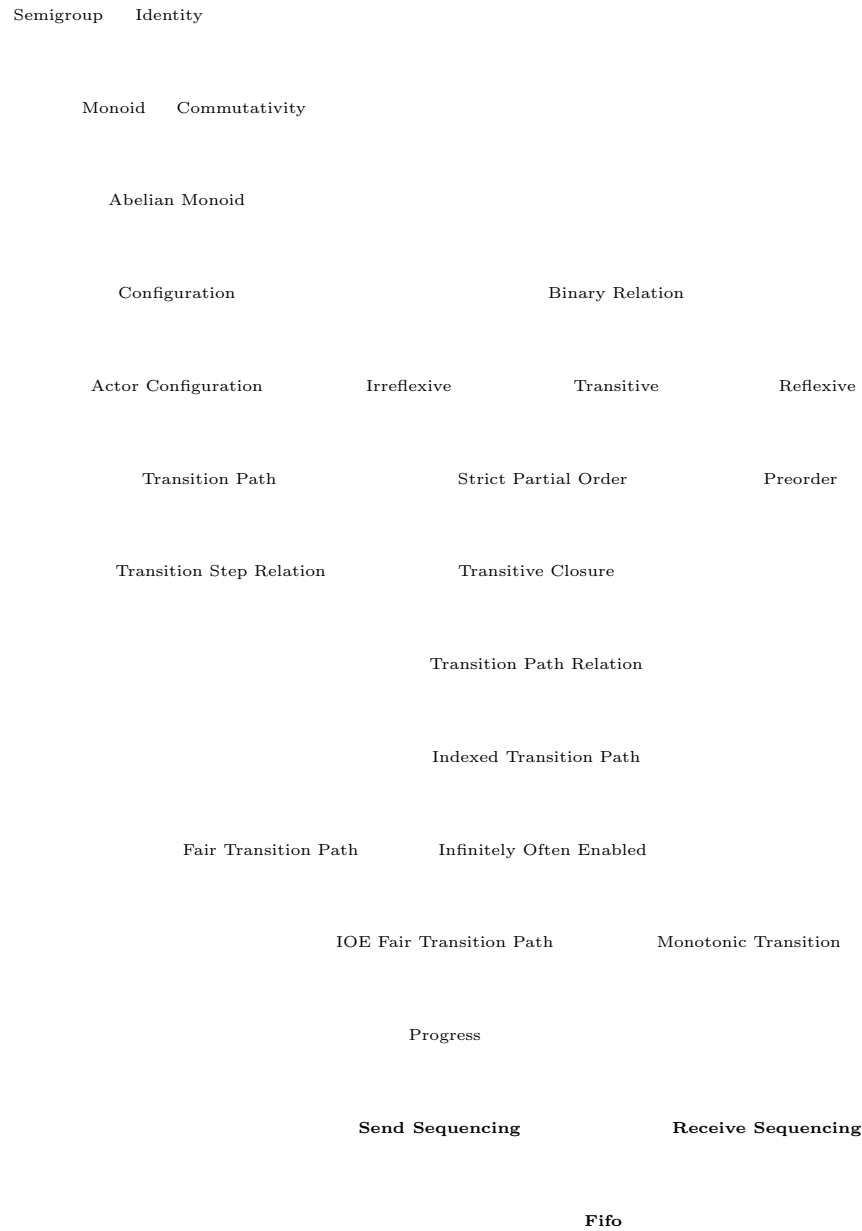 Semigroup Identity
Monoid Commutativity
Abelian Monoid
Configuration Binary Relation
Actor Configuration Irreflexive Transitive Reflexive
Transition Path Strict Partial Order Preorder
Transition Step Relation Transitive Closure
Transition Path Relation
Indexed Transition Path
Fair Transition Path Infinitely Often Enabled
IOE Fair Transition Path Monotonic Transition
Progress
Send Sequencing Receive Sequencing
Fifo